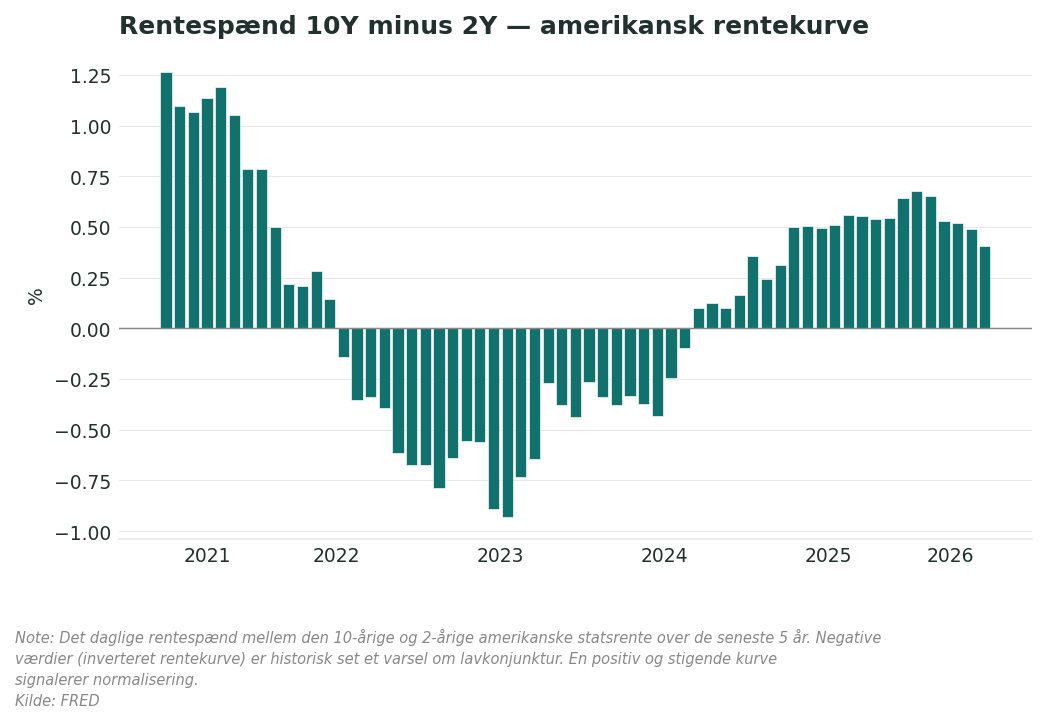 Rentespænd 10Y minus 2Y — amerikansk rentekurve
1.25
1.00
0.75
0.50
0.25
0.00
−0.25
−0.50
−0.75
−1.00
%
2021 2022 2023 2024 2025 2026
Note: Det daglige rentespænd mellem den 10-årige og 2-årige amerikanske statsrente over de seneste 5 år. Negative
værdier (inverteret rentekurve) er historisk set et varsel om lavkonjunktur. En positiv og stigende kurve
signalerer normalisering.
Kilde: FRED